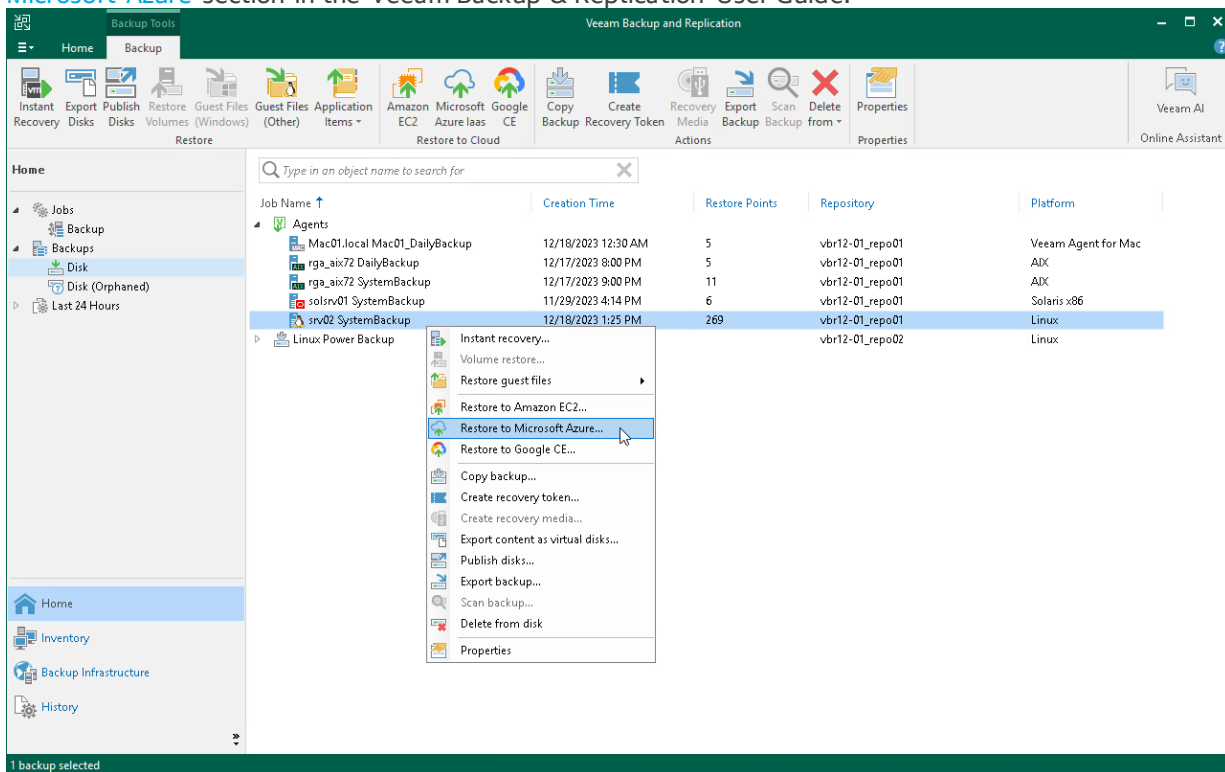 Microsoft Azure section in the Veeam Backup & Replication User Guide.
Backup Tools
Veeam Backup and Replication
Home Backup
Instant Recovery
Export Disks
Publish Disks
Restore Volumes
Guest Files (Windows)
Guest Files (Other)
Application Items
Amazon EC2
Microsoft Azure Iaas
Google CE
Copy Backup
Create Recovery Token
Recovery Media
Export Backup
Scan Backup
Delete from
Properties
Veeam AI
Restore Restore to Cloud Actions Properties Online Assistant
Home
Type in an object name to search for
Jobs
Backup
Backups
Disk
Disk (Orphaned)
Last 24 Hours
Job Name Creation Time Restore Points Repository Platform
Agents
Mac01.local Mac01_DailyBackup 12/18/2023 12:30 AM 5 vbr12-01_repo01 Veeam Agent for Mac
rga_aix72 DailyBackup 12/17/2023 8:00 PM 5 vbr12-01_repo01 AIX
rga_aix72 SystemBackup 12/17/2023 9:00 PM 11 vbr12-01_repo01 AIX
solsrv01 SystemBackup 11/29/2023 4:14 PM 6 vbr12-01_repo01 Solaris x86
srv02 SystemBackup 12/18/2023 1:25 PM 269 vbr12-01_repo01 Linux
Linux Power Backup vbr12-01_repo02 Linux
Instant recovery...
Volume restore...
Restore guest files
Restore to Amazon EC2...
Restore to Microsoft Azure...
Restore to Google CE...
Copy backup...
Create recovery token...
Create recovery media...
Export content as virtual disks...
Publish disks...
Export backup...
Scan backup...
Delete from disk
Properties
Home
Inventory
Backup Infrastructure
History
1 backup selected